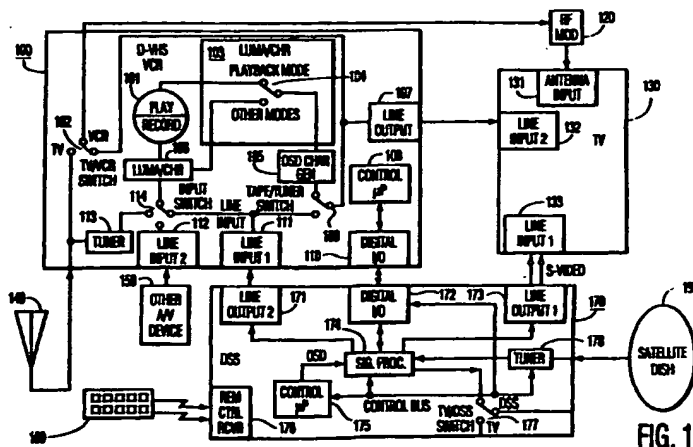 120
RF
MOD
100
D-VHS
VCR
103
LUMA/CHR
PLAYBACK MODE
104
OTHER MODES
101
PLAY
RECORD
162
VCR
TV
TV/VCR
SWITCH
LUMA/CHR
105
OSD CHAR
GEN
107
LINE
OUTPUT
108
CONTROL
μP
131
ANTENNA
INPUT
130
LINE
INPUT 2
132
TV
133
LINE
INPUT 1
S-VIDEO
INPUT
SWITCH
114
113
TUNER
112
LINE
INPUT
TAPE/TUNER
SWITCH
LINE
INPUT 2
LINE
INPUT 1
111
110
DIGITAL
I/O
140
150
OTHER
A/V
DEVICE
LINE
OUTPUT 2
171
DIGITAL
I/O
172
173
LINE
OUTPUT 1
170
DSS
174
SIG. PROC.
OSD
TUNER
178
CONTROL
μP
175
CONTROL BUS
TV/DSS
SWITCH
DSS
TV
177
REM
CTRL
RCVR
176
160
SATELLITE
DISH
FIG. 1